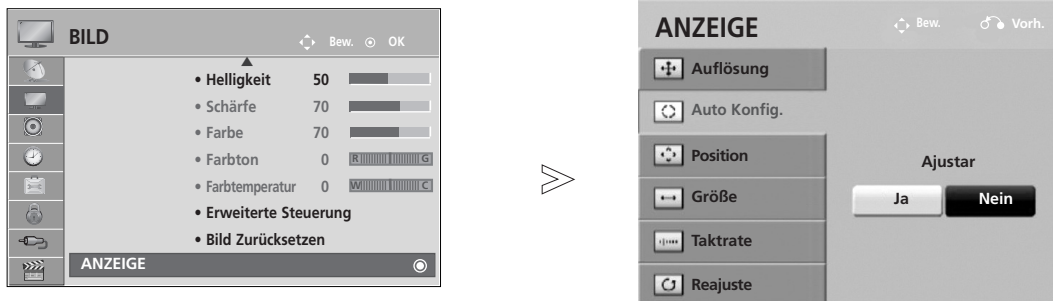 BILD
Bew. OK
• Helligkeit 50
• Schärfe 70
• Farbe 70
• Farbton 0 R G
• Farbtemperatur 0 W C
• Erweiterte Steuerung
• Bild Zurücksetzen
ANZEIGE
ANZEIGE
Bew. Vorh.
Auflösung
Auto Konfig.
Position
Größe
Taktrate
Reajuste
Ajustar
Ja Nein